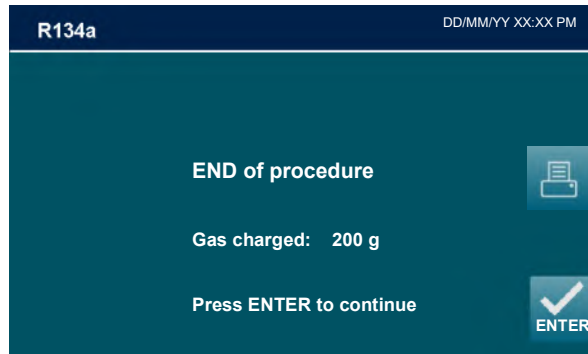 R134a
DD/MM/YY XX:XX PM
END of procedure
Gas charged: 200 g
Press ENTER to continue
ENTER